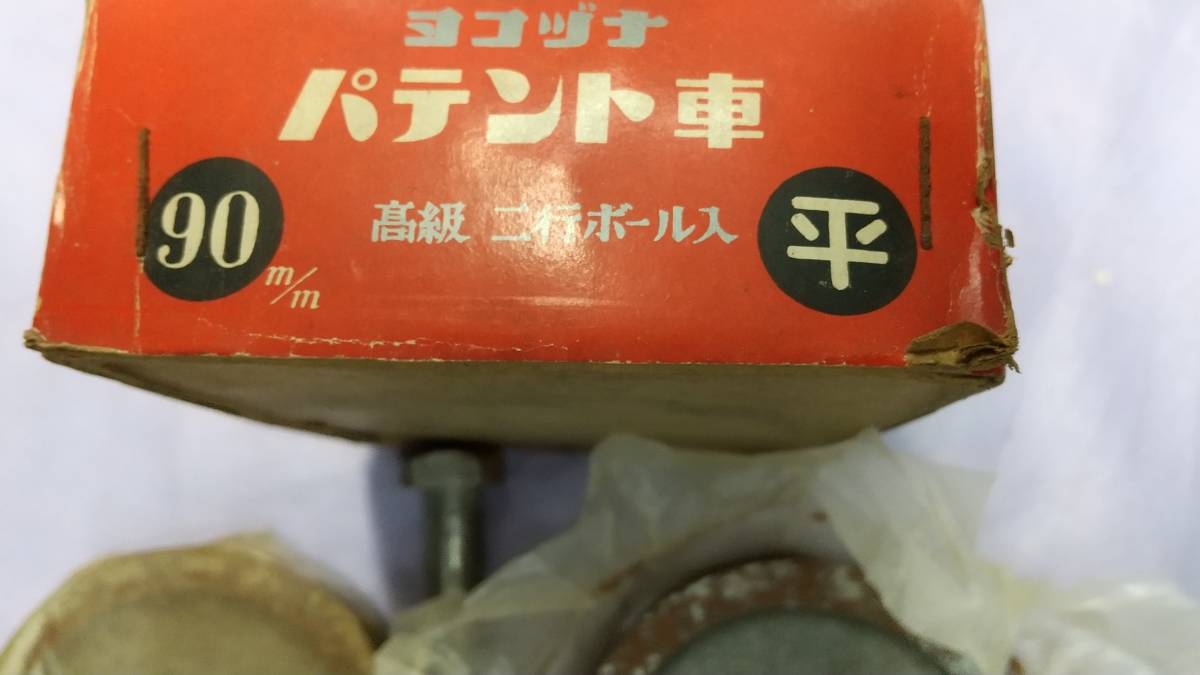 ヨコヅナ
パテント車
90 m/m
高級 二行ボール入
平